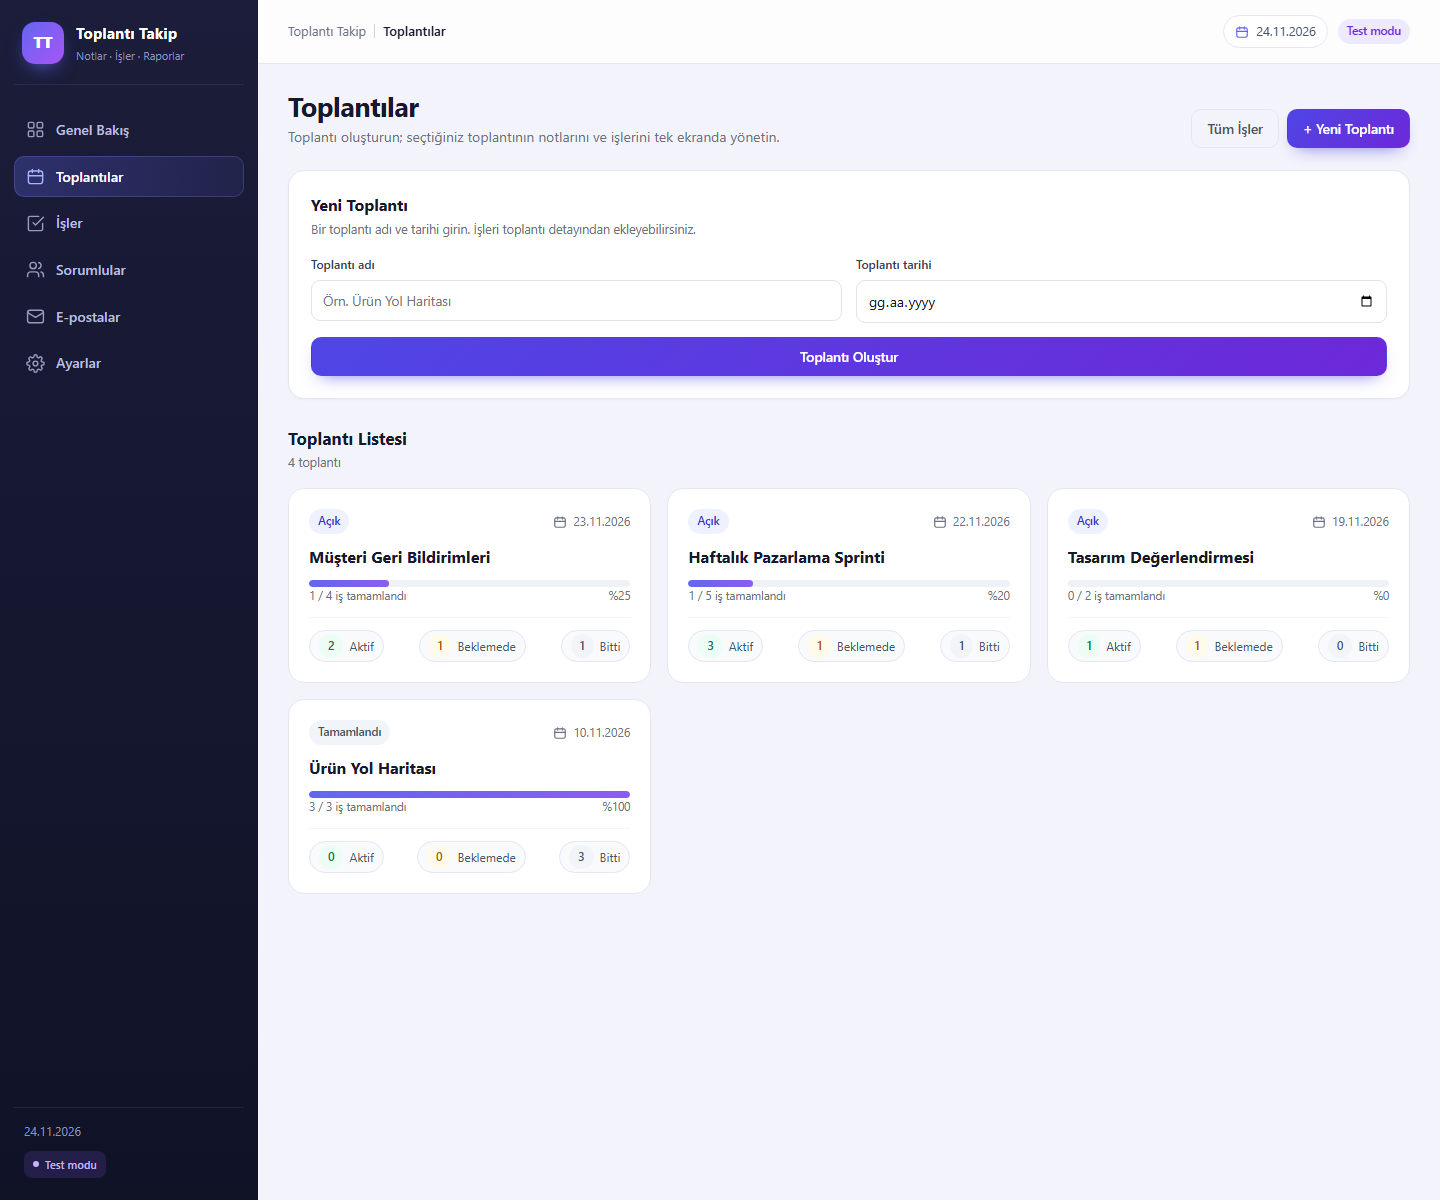 TT
Toplantı Takip
Notlar · İşler · Raporlar
Genel Bakış
Toplantılar
İşler
Sorumlular
E-postalar
Ayarlar
24.11.2026
Test modu
Toplantı Takip
Toplantılar
24.11.2026
Test modu
Toplantılar
Toplantı oluşturun; seçtiğiniz toplantının notlarını ve işlerini tek ekranda yönetin.
Tüm İşler
+ Yeni Toplantı
Yeni Toplantı
Bir toplantı adı ve tarihi girin. İşleri toplantı detayından ekleyebilirsiniz.
Toplantı adı
Toplantı tarihi
Örn. Ürün Yol Haritası
gg.aa.yyyy
Toplantı Oluştur
Toplantı Listesi
4 toplantı
Açık
23.11.2026
Müşteri Geri Bildirimleri
1 / 4 iş tamamlandı
%25
2 Aktif
1 Beklemede
1 Bitti
Açık
22.11.2026
Haftalık Pazarlama Sprinti
1 / 5 iş tamamlandı
%20
3 Aktif
1 Beklemede
1 Bitti
Açık
19.11.2026
Tasarım Değerlendirmesi
0 / 2 iş tamamlandı
%0
1 Aktif
1 Beklemede
0 Bitti
Tamamlandı
10.11.2026
Ürün Yol Haritası
3 / 3 iş tamamlandı
%100
0 Aktif
0 Beklemede
3 Bitti